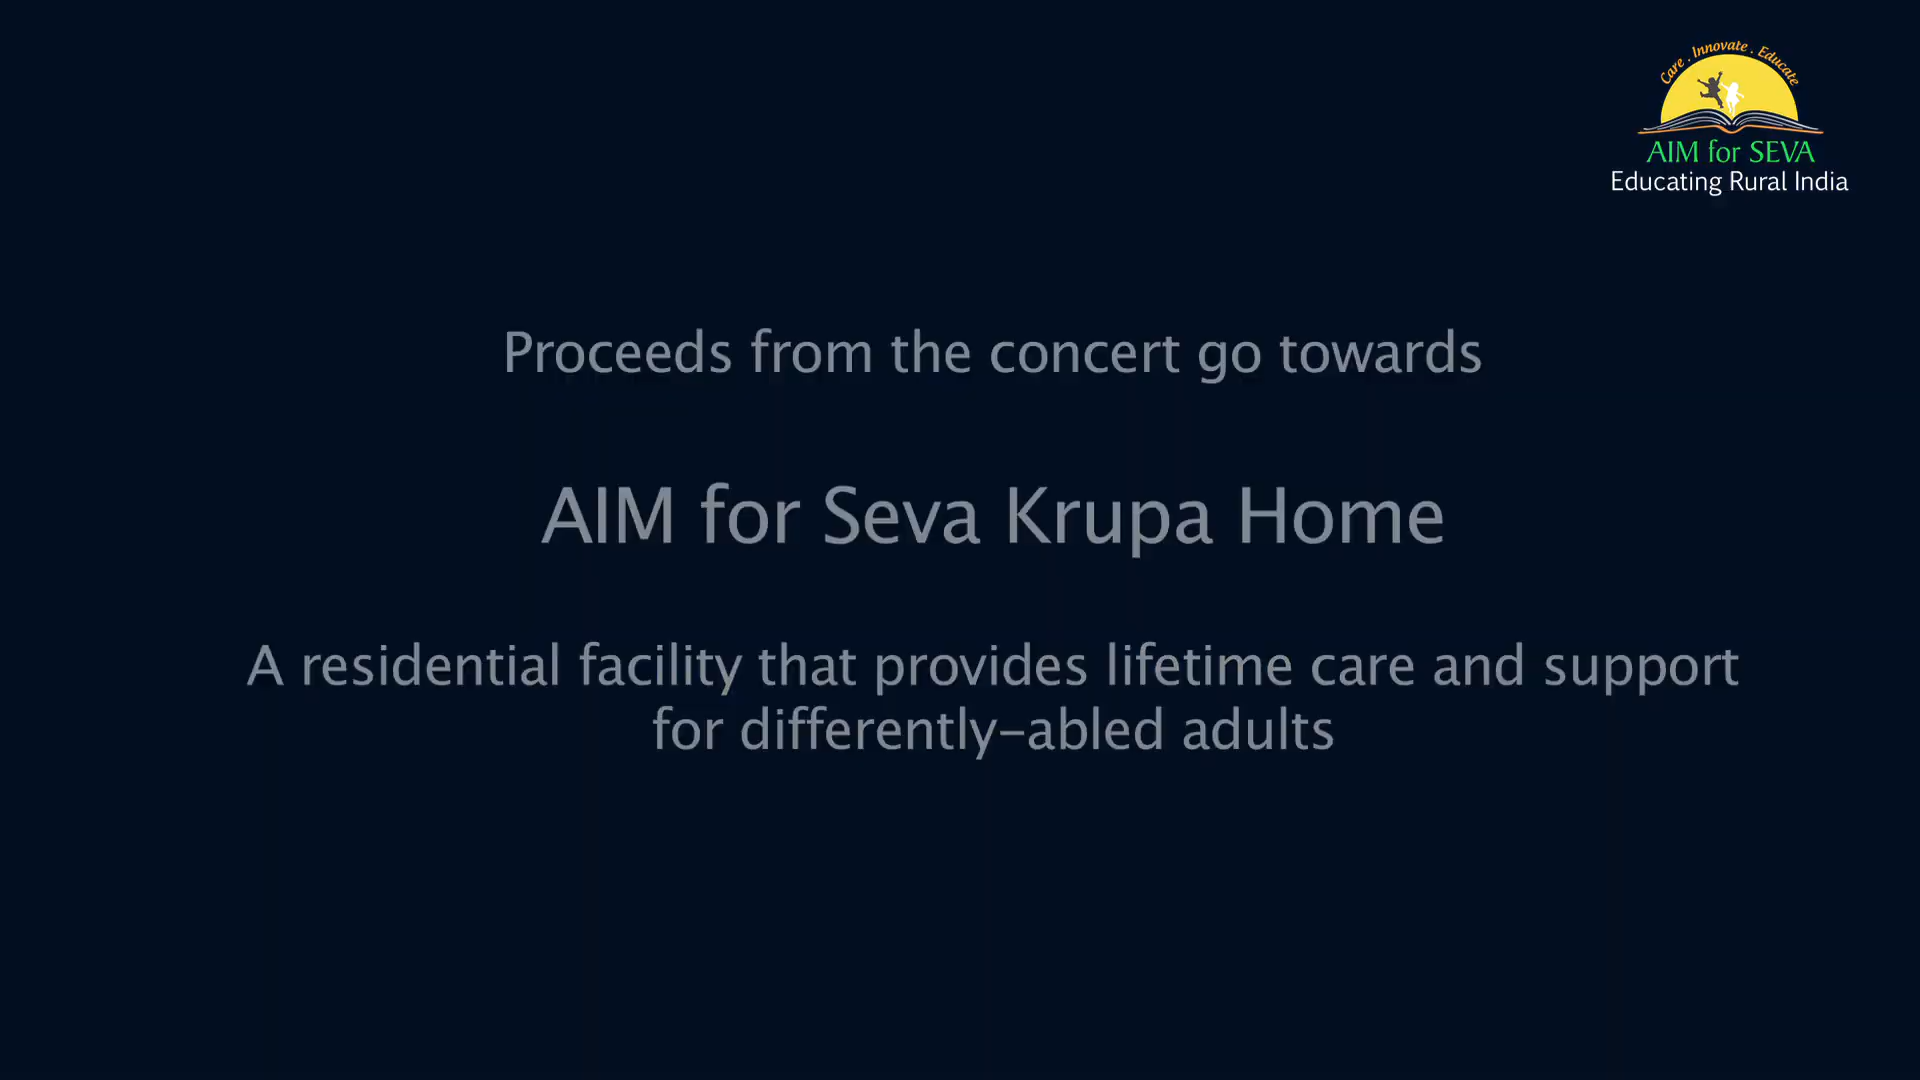 Care . Innovate . Educate
AIM for SEVA
Educating Rural India
Proceeds from the concert go towards
AIM for Seva Krupa Home
A residential facility that provides lifetime care and support
for differently-abled adults